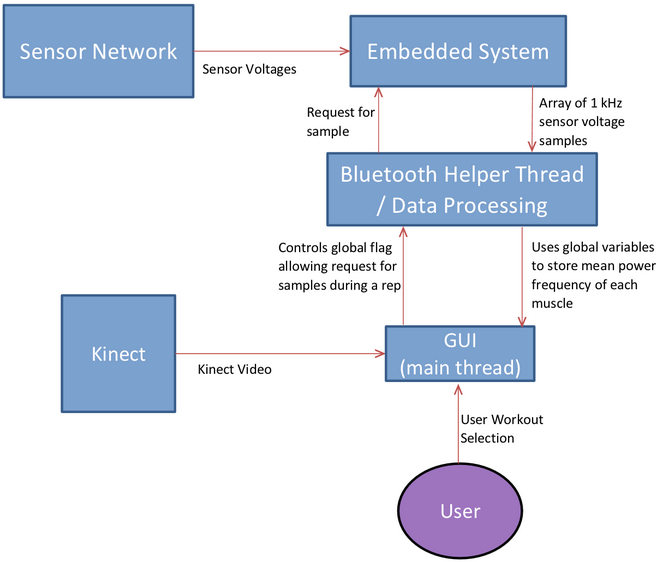 Sensor Network
Embedded System
Sensor Voltages
Request for
sample
Array of 1 kHz
sensor voltage
samples
Bluetooth Helper Thread
/ Data Processing
Controls global flag
allowing request for
samples during a rep
Uses global variables
to store mean power
frequency of each
muscle
Kinect
Kinect Video
GUI
(main thread)
User Workout
Selection
User